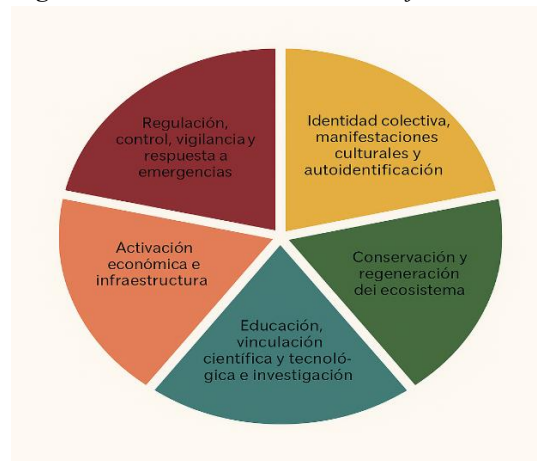 Regulación,
control, vigilancia y
respuesta a
emergencias
Identidad colectiva,
manifestaciones
culturales y
autoidentificación
Activación
económica e
infraestructura
Conservación y
regeneración
del ecosistema
Educación,
vinculación
científica y tecnoló-
gica e investigación